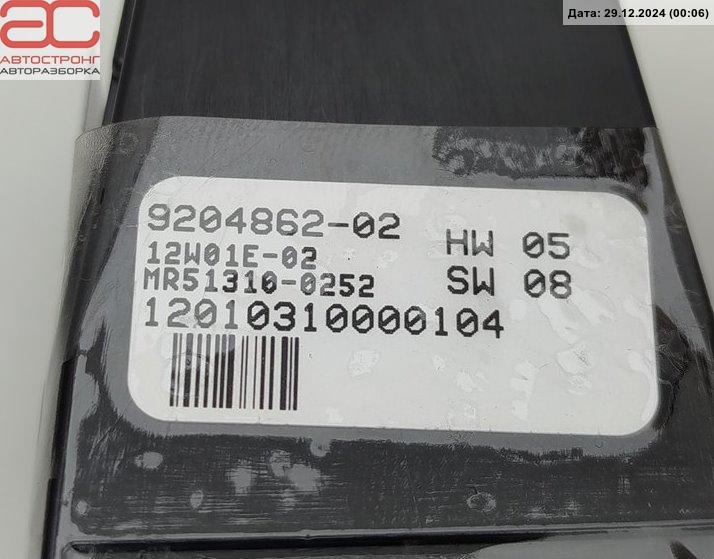 АС
АВТОСТРОНГ
АВТОРАЗБОРКА
Дата: 29.12.2024 (00:06)
9204862-02
12W01E-02
MR51310-0252
12010310000104
HW 05
SW 08